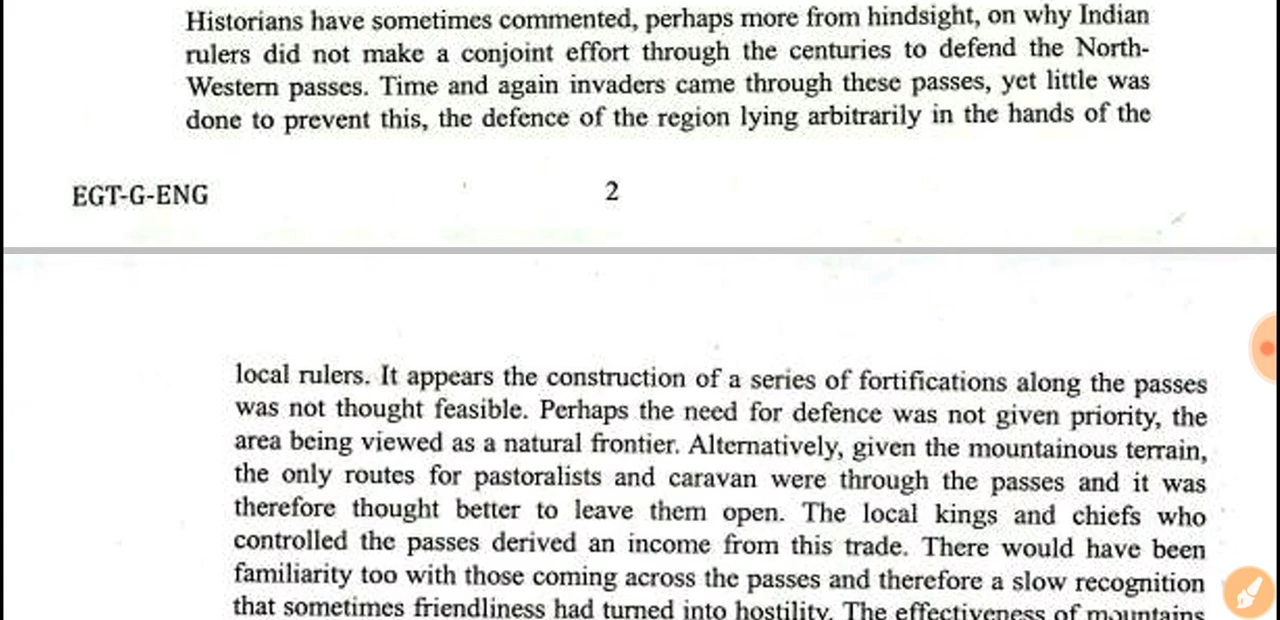 Historians have sometimes commented, perhaps more from hindsight, on why Indian
rulers did not make a conjoint effort through the centuries to defend the North-
Western passes. Time and again invaders came through these passes, yet little was
done to prevent this, the defence of the region lying arbitrarily in the hands of the
EGT-G-ENG
2
local rulers. It appears the construction of a series of fortifications along the passes
was not thought feasible. Perhaps the need for defence was not given priority, the
area being viewed as a natural frontier. Alternatively, given the mountainous terrain,
the only routes for pastoralists and caravan were through the passes and it was
therefore thought better to leave them open. The local kings and chiefs who
controlled the passes derived an income from this trade. There would have been
familiarity too with those coming across the passes and therefore a slow recognition
that sometimes friendliness had turned into hostility. The effectiveness of mountains